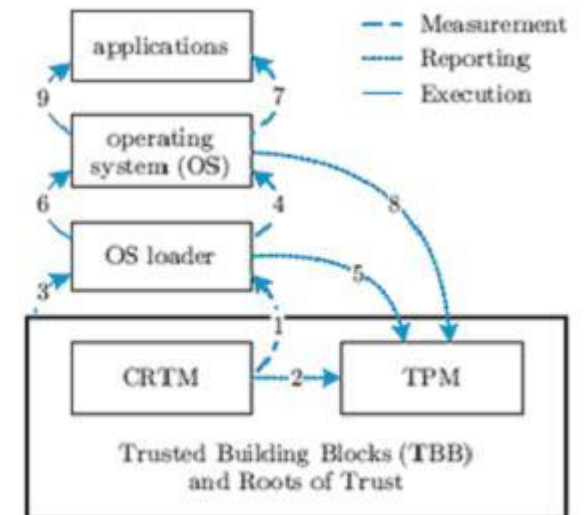 applications
Measurement
Reporting
Execution
9
7
operating
system (OS)
8
6
4
OS loader
5
3
1
CRTM
2
TPM
Trusted Building Blocks (TBB)
and Roots of Trust